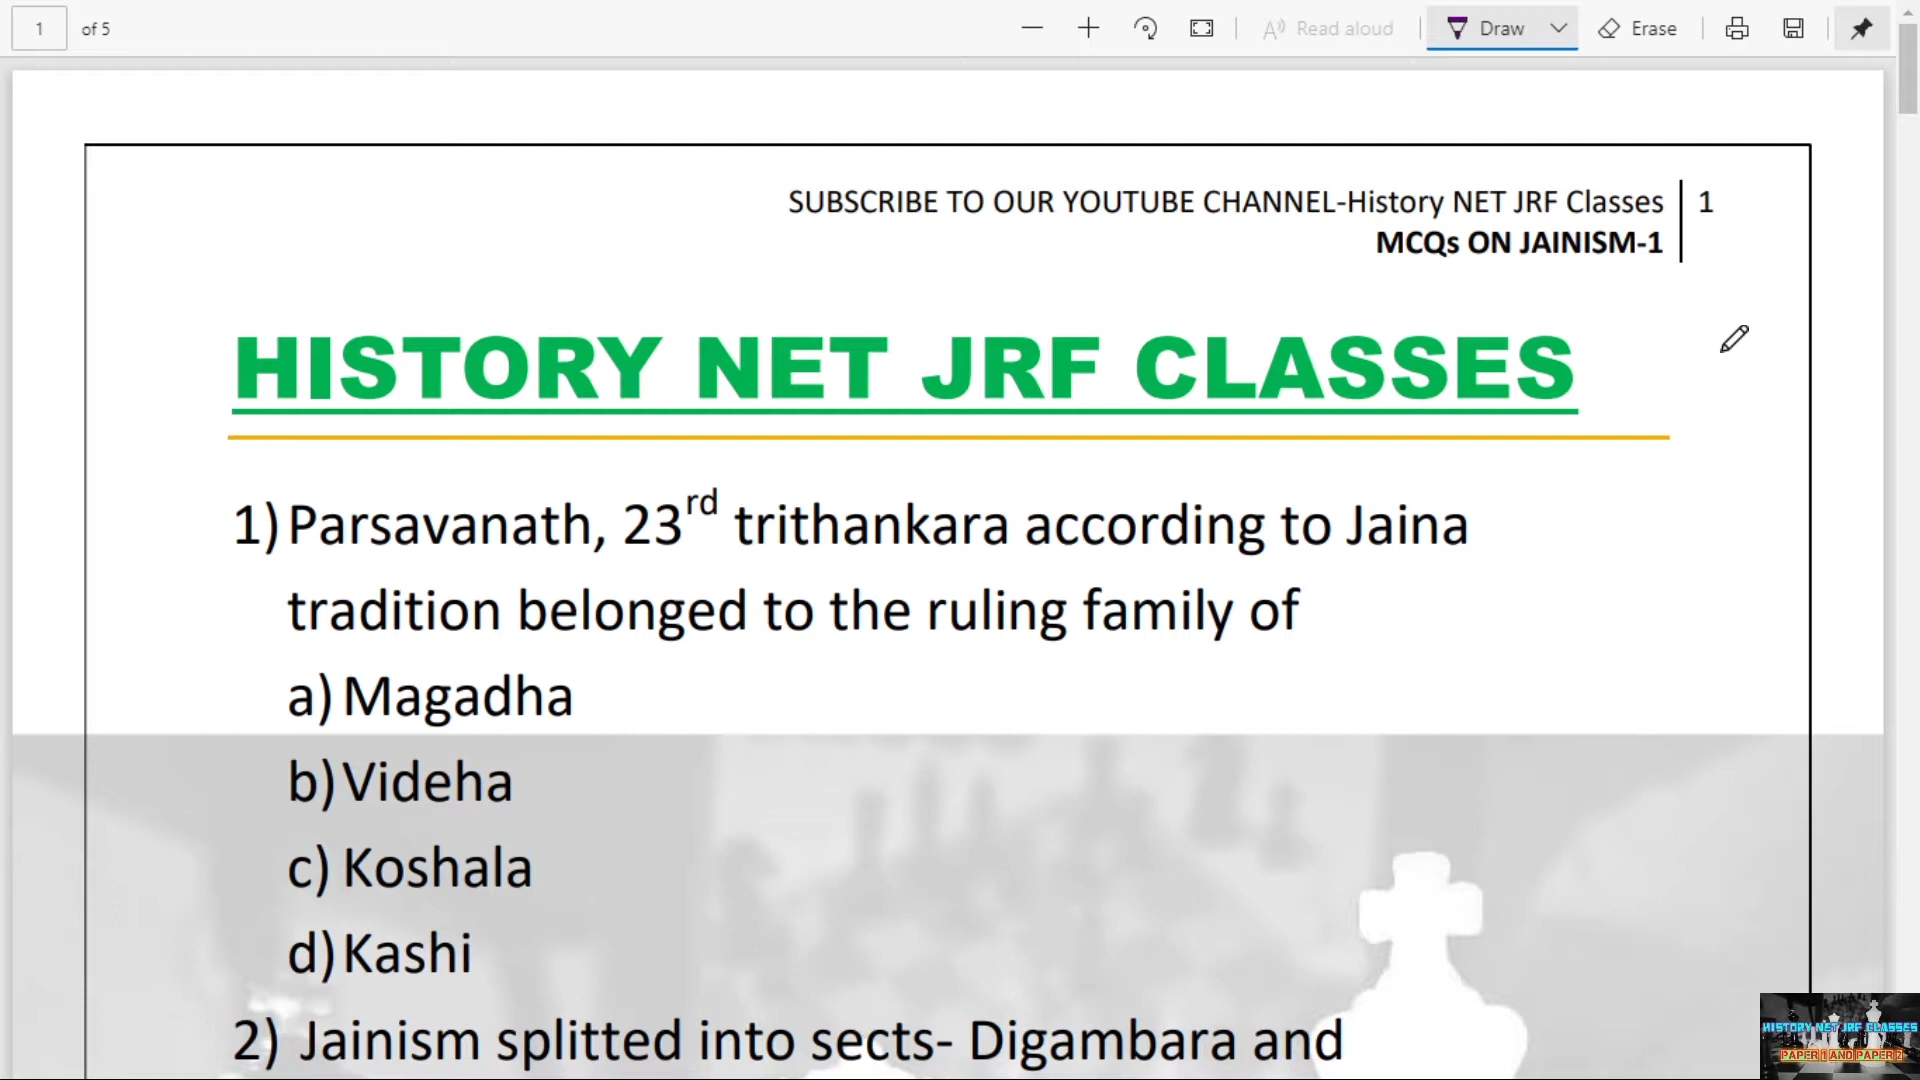 1 of 5 Read aloud Draw Erase
SUBSCRIBE TO OUR YOUTUBE CHANNEL-History NET JRF Classes 1
MCQs ON JAINISM-1
HISTORY NET JRF CLASSES
1) Parsavanath, 23rd trithankara according to Jaina
tradition belonged to the ruling family of
a) Magadha
b) Videha
c) Koshala
d) Kashi
2) Jainism splitted into sects- Digambara and
HISTORY NET JRF CLASSES
PAPER 1 AND PAPER 2